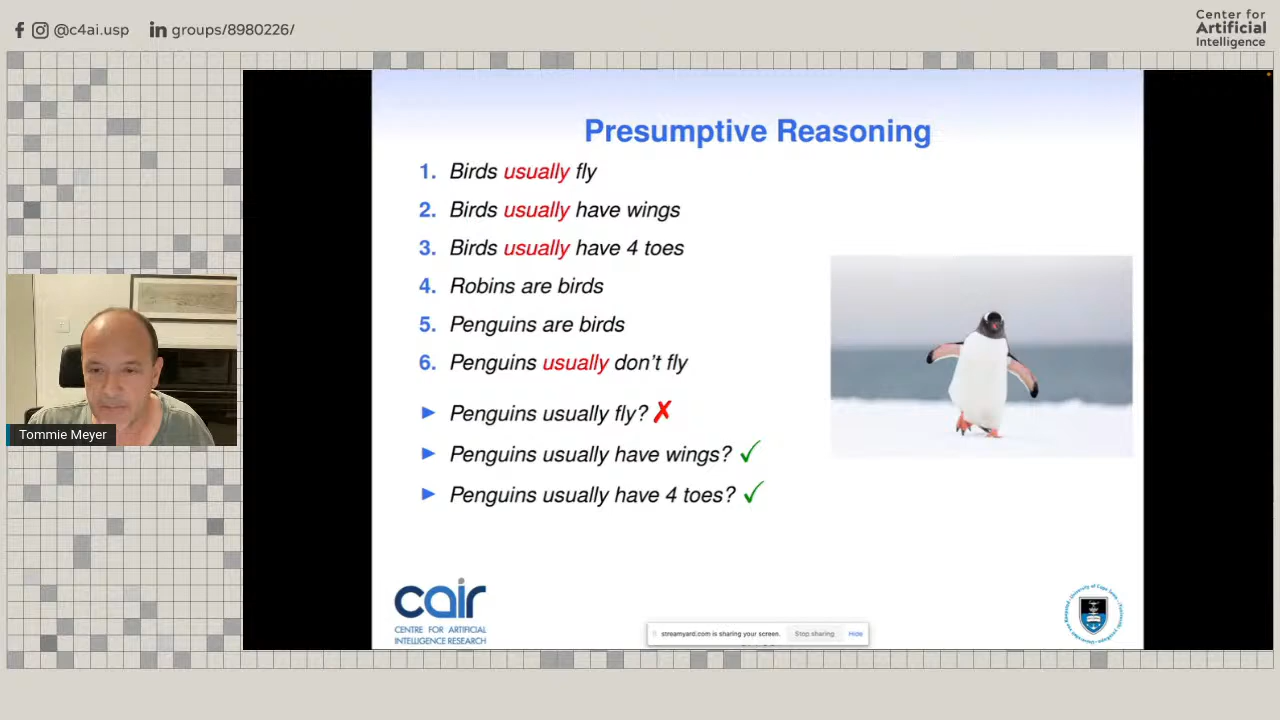 @c4ai.usp
in groups/8980226/
Center for
Artificial
Intelligence
Presumptive Reasoning
1. Birds usually fly
2. Birds usually have wings
3. Birds usually have 4 toes
4. Robins are birds
5. Penguins are birds
6. Penguins usually don't fly
▶ Penguins usually fly? ✗
▶ Penguins usually have wings? ✓
▶ Penguins usually have 4 toes? ✓
Tommie Meyer
cair
CENTRE FOR ARTIFICIAL
INTELLIGENCE RESEARCH
streamyard.com is sharing your screen. Stop sharing Hide